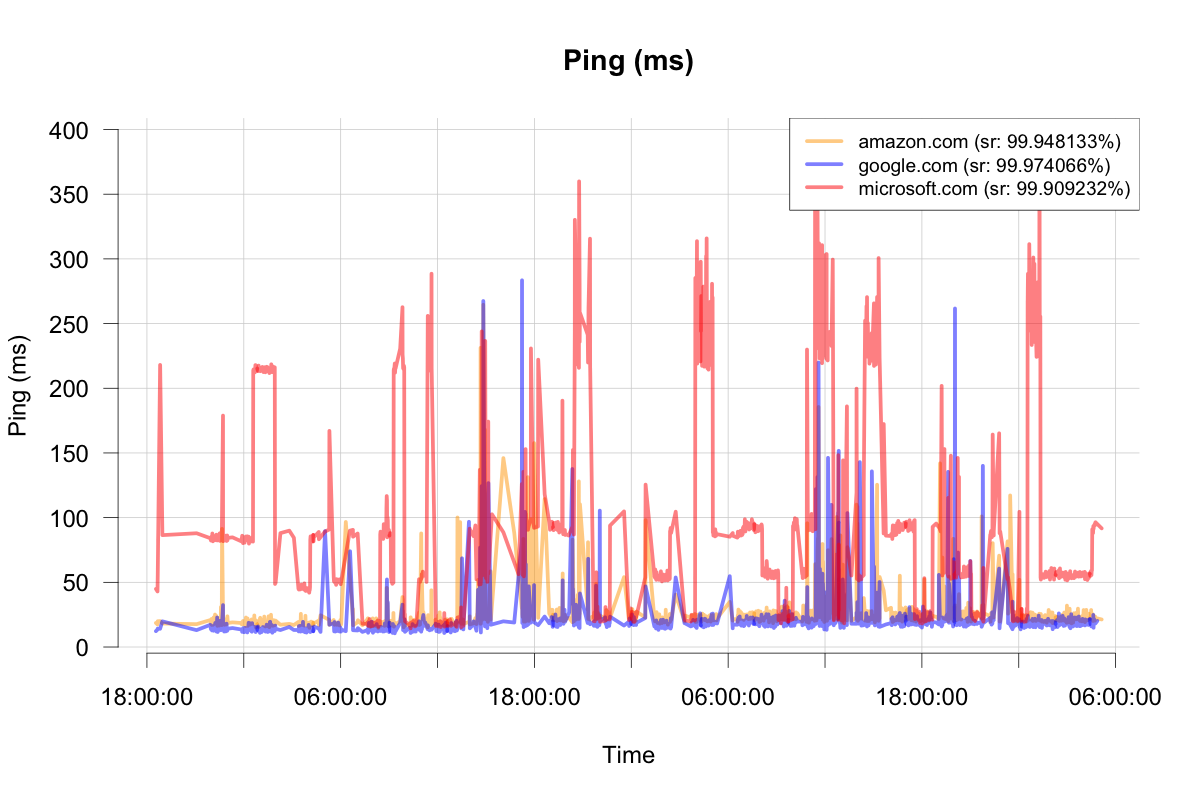 Ping (ms)
amazon.com (sr: 99.948133%)
google.com (sr: 99.974066%)
microsoft.com (sr: 99.909232%)
400
350
300
250
200
150
100
50
0
Ping (ms)
18:00:00 06:00:00 18:00:00 06:00:00 18:00:00 06:00:00
Time